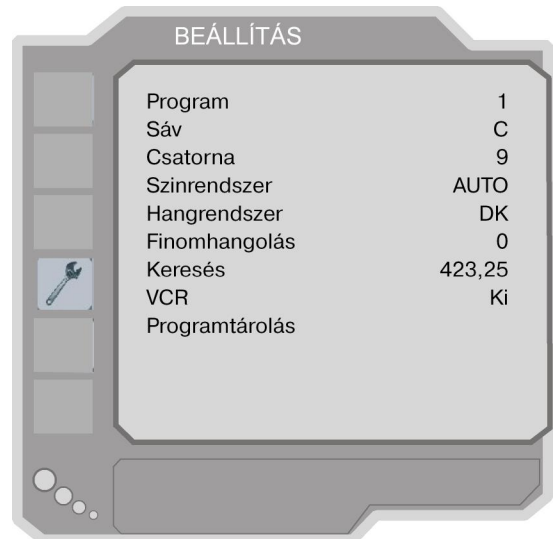 BEÁLLÍTÁS
Program 1
Sáv C
Csatorna 9
Szinrendszer AUTO
Hangrendszer DK
Finomhangolás 0
Keresés 423,25
VCR Ki
Programtárolás